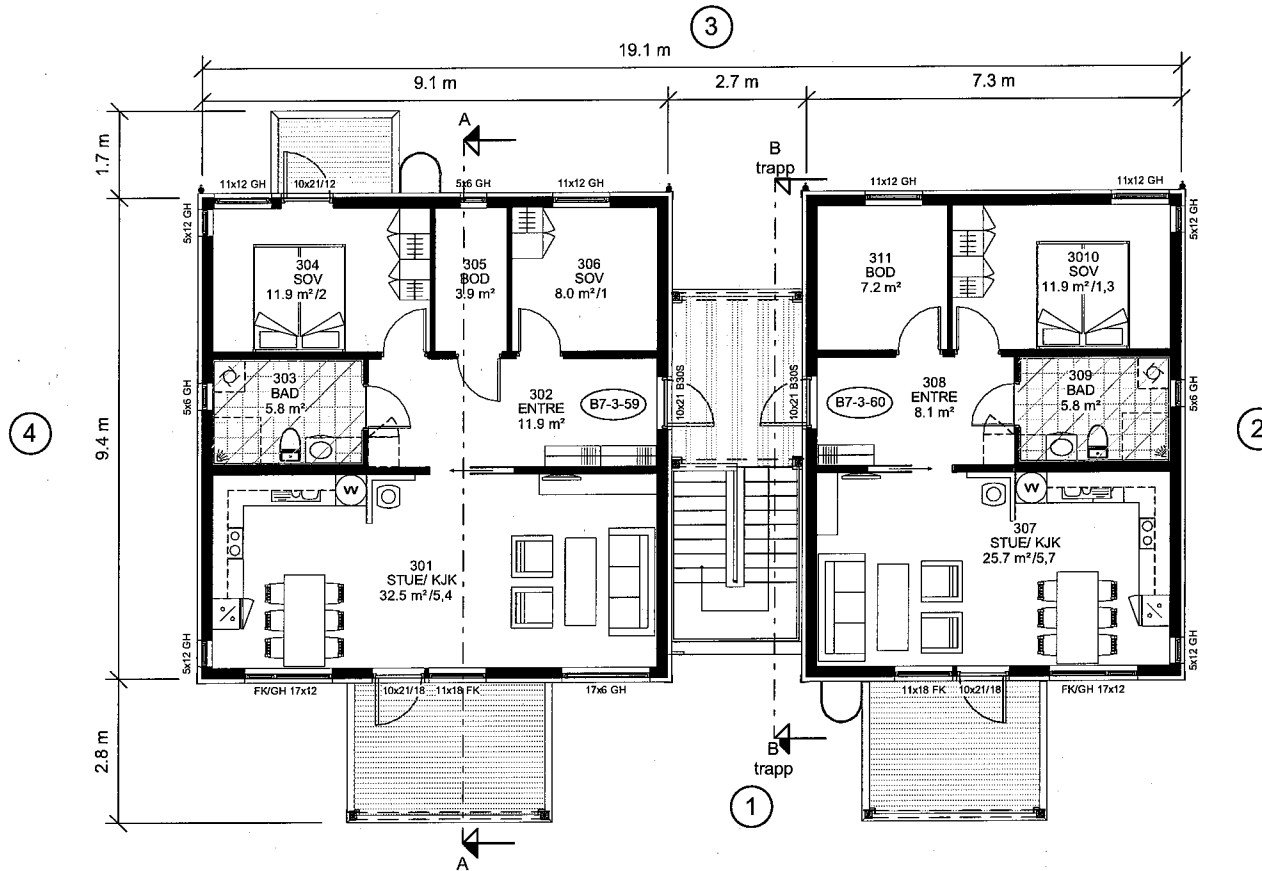 3
19.1 m
9.1 m
2.7 m
7.3 m
1.7 m
9.4 m
2.8 m
A
B
trapp
11x12 GH
10x21/12
5x6 GH
11x12 GH
11x12 GH
11x12 GH
5x12 GH
5x12 GH
304
SOV
11.9 m²/2
305
BOD
3.9 m²
306
SOV
8.0 m²/1
311
BOD
7.2 m²
3010
SOV
11.9 m²/1,3
303
BAD
5.8 m²
302
ENTRE
11.9 m²
B7-3-59
10x21 B30S
10x21 B30S
B7-3-60
308
ENTRE
8.1 m²
309
BAD
5.8 m²
5x6 GH
5x6 GH
4
2
VV
VV
301
STUE/ KJK
32.5 m²/5,4
307
STUE/ KJK
25.7 m²/5,7
5x12 GH
5x12 GH
FK/GH 17x12
10x21/18
11x18 FK
17x6 GH
11x18 FK
10x21/18
FK/GH 17x12
B
trapp
1
A